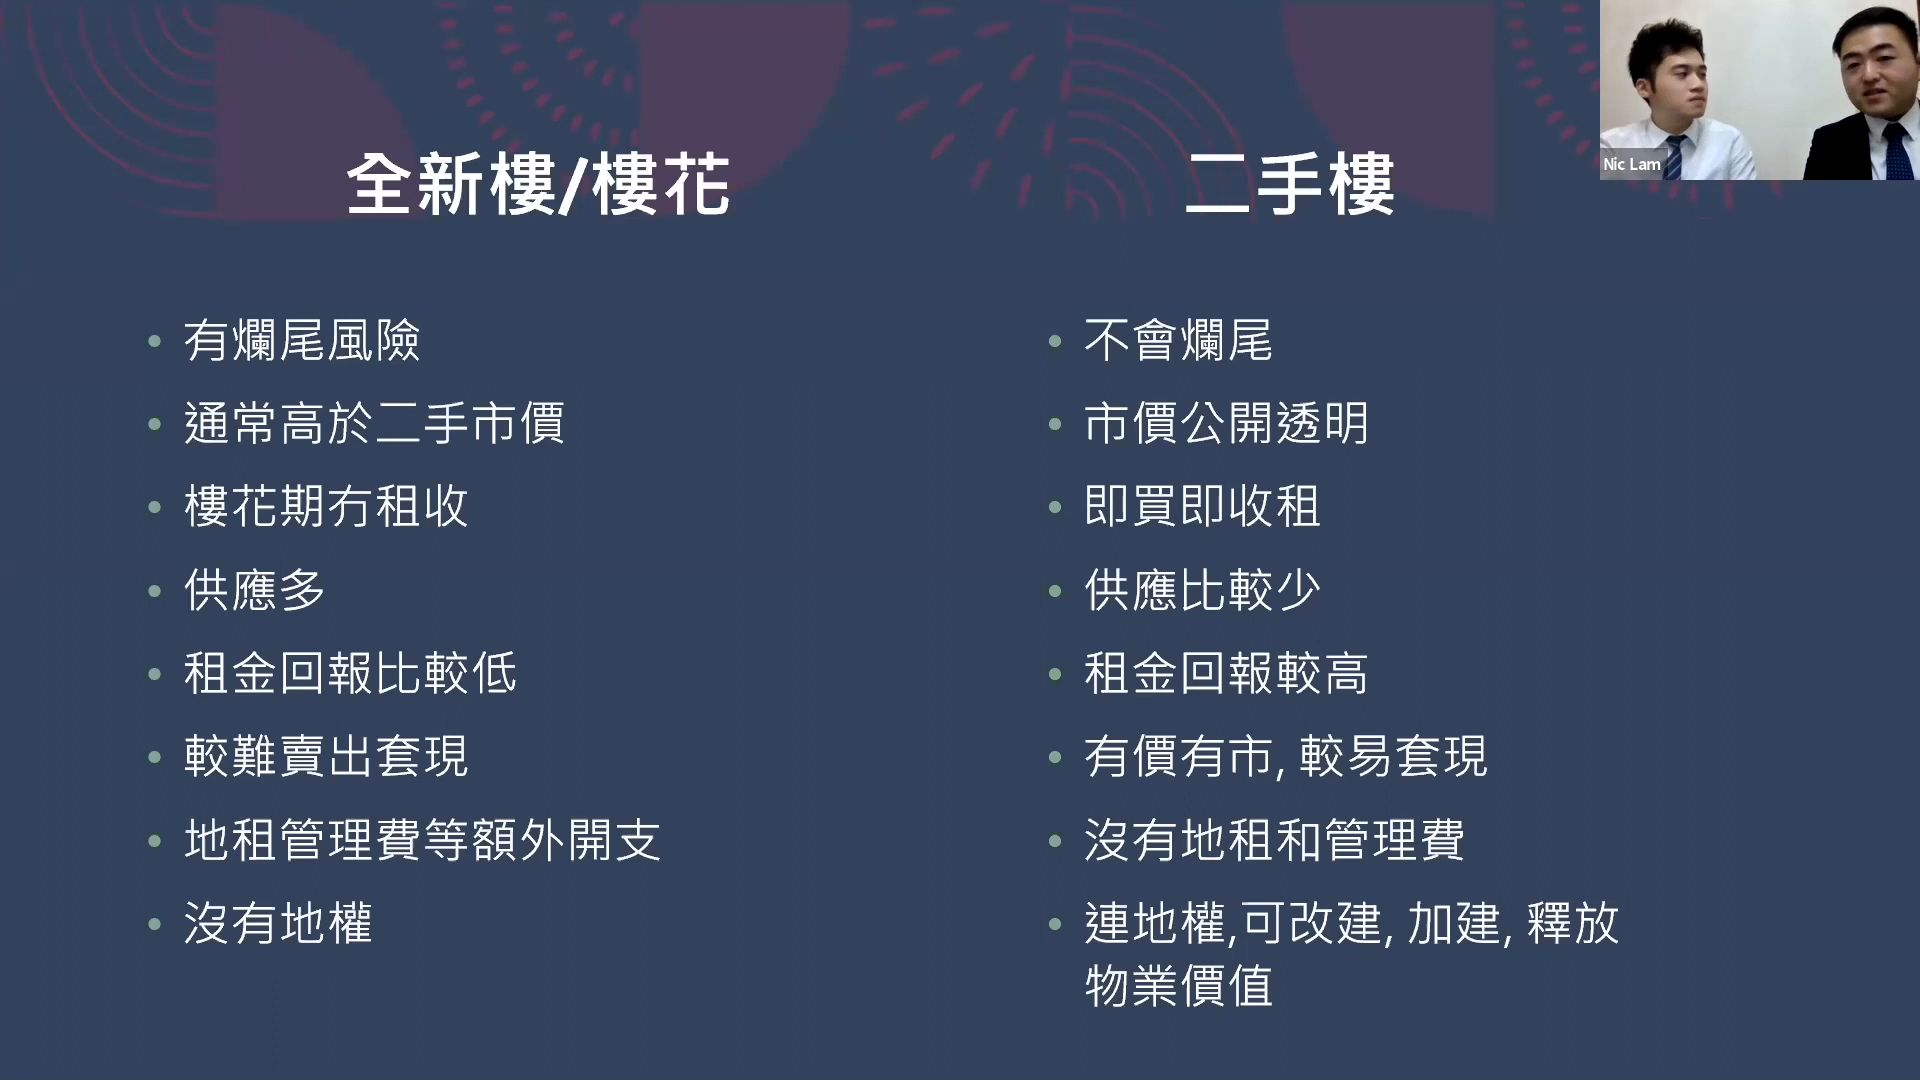 全新樓/樓花
• 有爛尾風險
• 通常高於二手市價
• 樓花期冇租收
• 供應多
• 租金回報比較低
• 較難賣出套現
• 地租管理費等額外開支
• 沒有地權
二手樓
• 不會爛尾
• 市價公開透明
• 即買即收租
• 供應比較少
• 租金回報較高
• 有價有市, 較易套現
• 沒有地租和管理費
• 連地權,可改建, 加建, 釋放
物業價值
Nic Lam